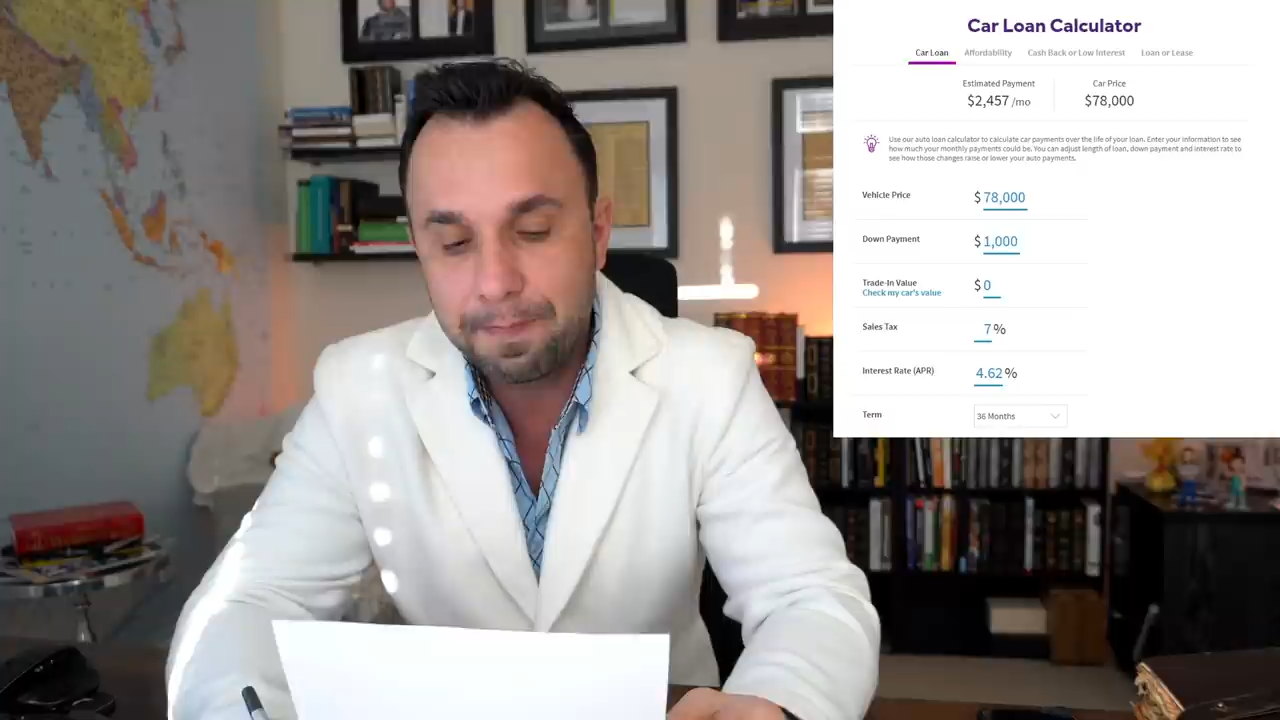 Car Loan Calculator
Car Loan Affordability Cash Back or Low Interest Loan or Lease
Estimated Payment Car Price
$2,457 /mo $78,000
Use our auto loan calculator to calculate car payments over the life of your loan. Enter your information to see
how much your monthly payments could be. You can adjust length of loan, down payment and interest rate to
see how those changes raise or lower your auto payments.
Vehicle Price $ 78,000
Down Payment $ 1,000
Trade-In Value $ 0
Check my car's value
Sales Tax 7 %
Interest Rate (APR) 4.62 %
Term 36 Months